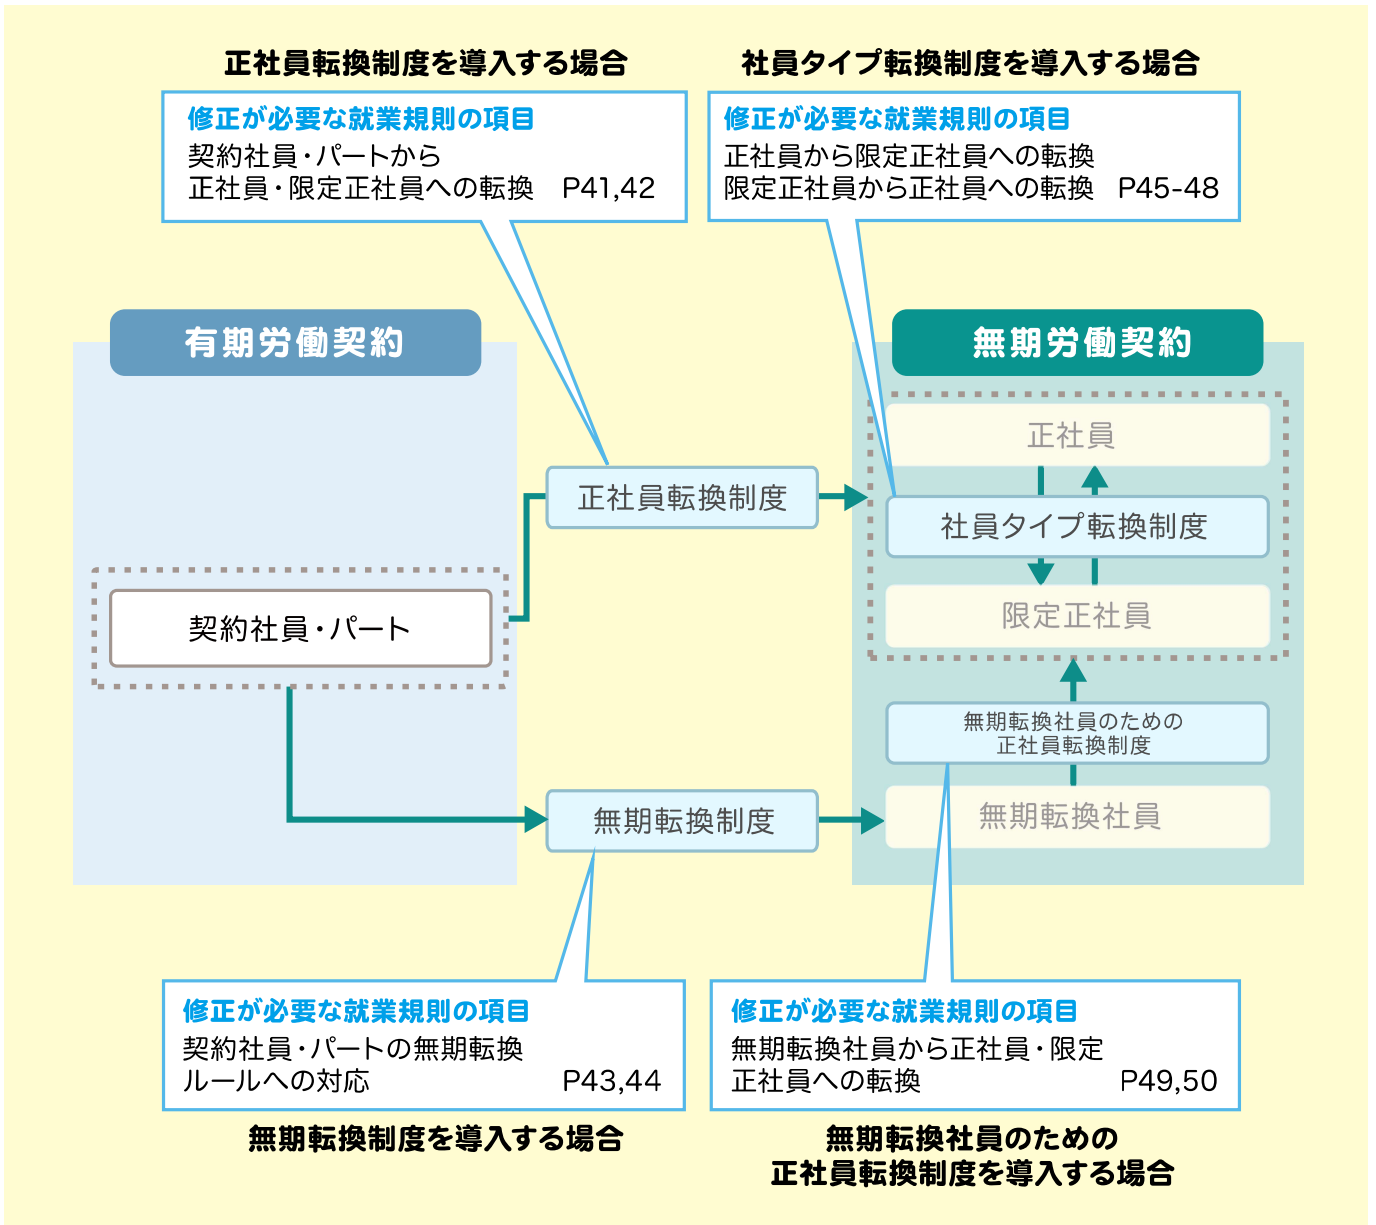 正社員転換制度を導入する場合
修正が必要な就業規則の項目
契約社員・パートから
正社員・限定正社員への転換 P41,42
社員タイプ転換制度を導入する場合
修正が必要な就業規則の項目
正社員から限定正社員への転換
限定正社員から正社員への転換 P45-48
有期労働契約
契約社員・パート
正社員転換制度
無期転換制度
無期労働契約
正社員
社員タイプ転換制度
限定正社員
無期転換社員のための
正社員転換制度
無期転換社員
修正が必要な就業規則の項目
契約社員・パートの無期転換
ルールへの対応 P43,44
無期転換制度を導入する場合
修正が必要な就業規則の項目
無期転換社員から正社員・限定
正社員への転換 P49,50
無期転換社員のための
正社員転換制度を導入する場合